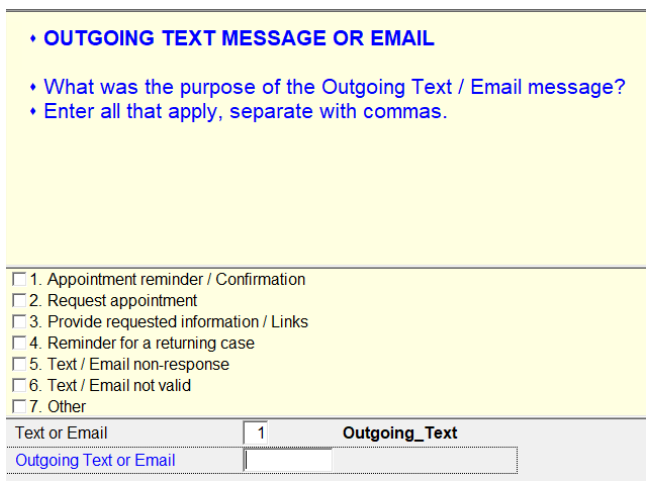 ⬩ OUTGOING TEXT MESSAGE OR EMAIL
⬩ What was the purpose of the Outgoing Text / Email message?
⬩ Enter all that apply, separate with commas.
1. Appointment reminder / Confirmation
2. Request appointment
3. Provide requested information / Links
4. Reminder for a returning case
5. Text / Email non-response
6. Text / Email not valid
7. Other
Text or Email 1 Outgoing_Text
Outgoing Text or Email